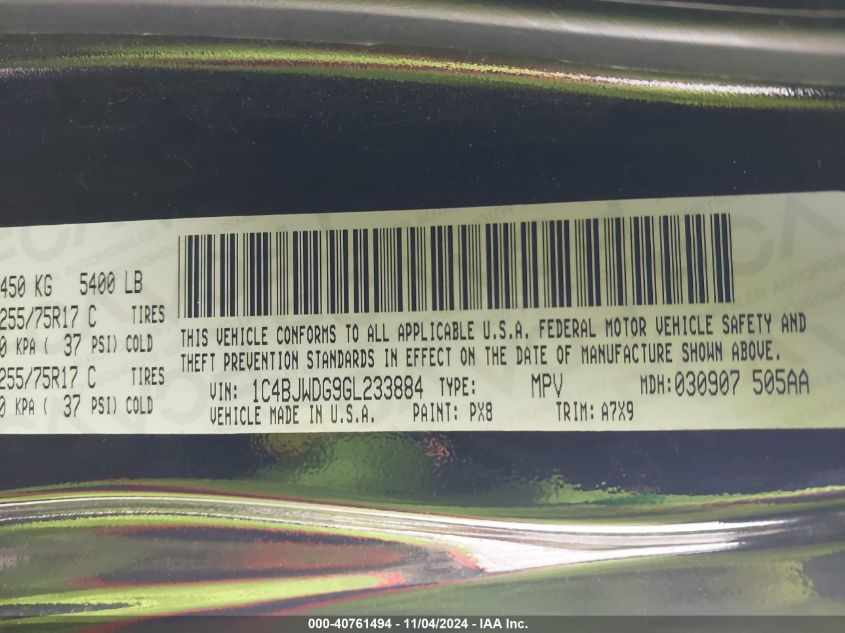 450 KG 5400 LB
255/75R17 C TIRES
0 KPA ( 37 PSI) COLD
255/75R17 C TIRES
0 KPA ( 37 PSI) COLD
THIS VEHICLE CONFORMS TO ALL APPLICABLE U.S.A. FEDERAL MOTOR VEHICLE SAFETY AND
THEFT PREVENTION STANDARDS IN EFFECT ON THE DATE OF MANUFACTURE SHOWN ABOVE.
VIN: 1C4BJWDG9GL233884 TYPE: MPV MDH:030907 505AA
VEHICLE MADE IN U.S.A. PAINT: PX8 TRIM: A7X9
000-40761494 - 11/04/2024 - IAA Inc.